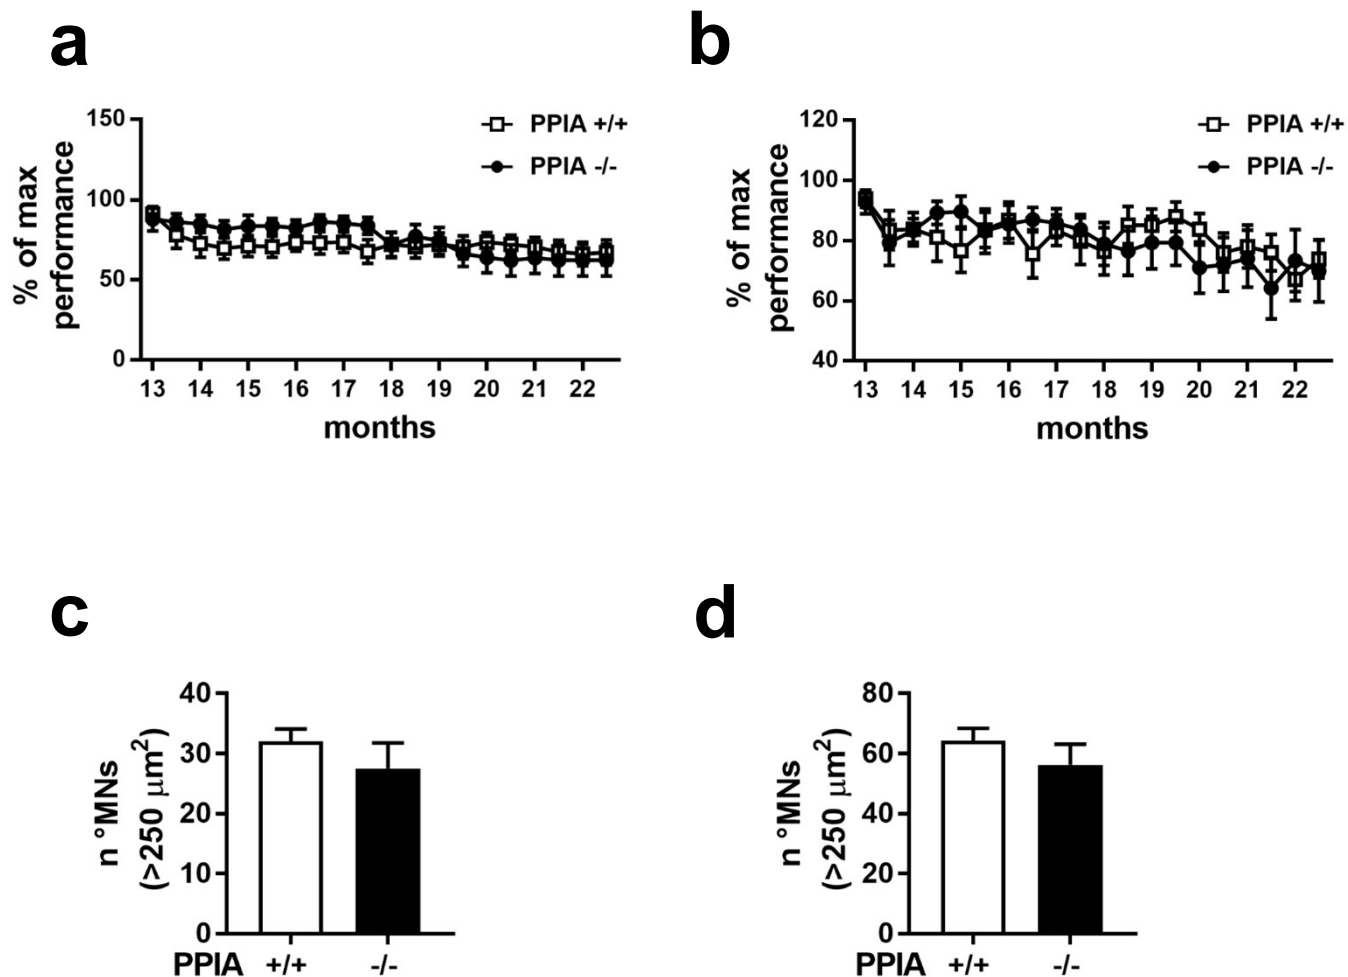 a
150
100
50
0
% of max
performance
PPIA +/+
PPIA -/-
13 14 15 16 17 18 19 20 21 22
months
b
120
100
80
60
40
% of max
performance
PPIA +/+
PPIA -/-
13 14 15 16 17 18 19 20 21 22
months
c
40
30
20
10
0
n °MNs
(>250 µm²)
PPIA +/+ -/-
d
80
60
40
20
0
n °MNs
(>250 µm²)
PPIA +/+ -/-